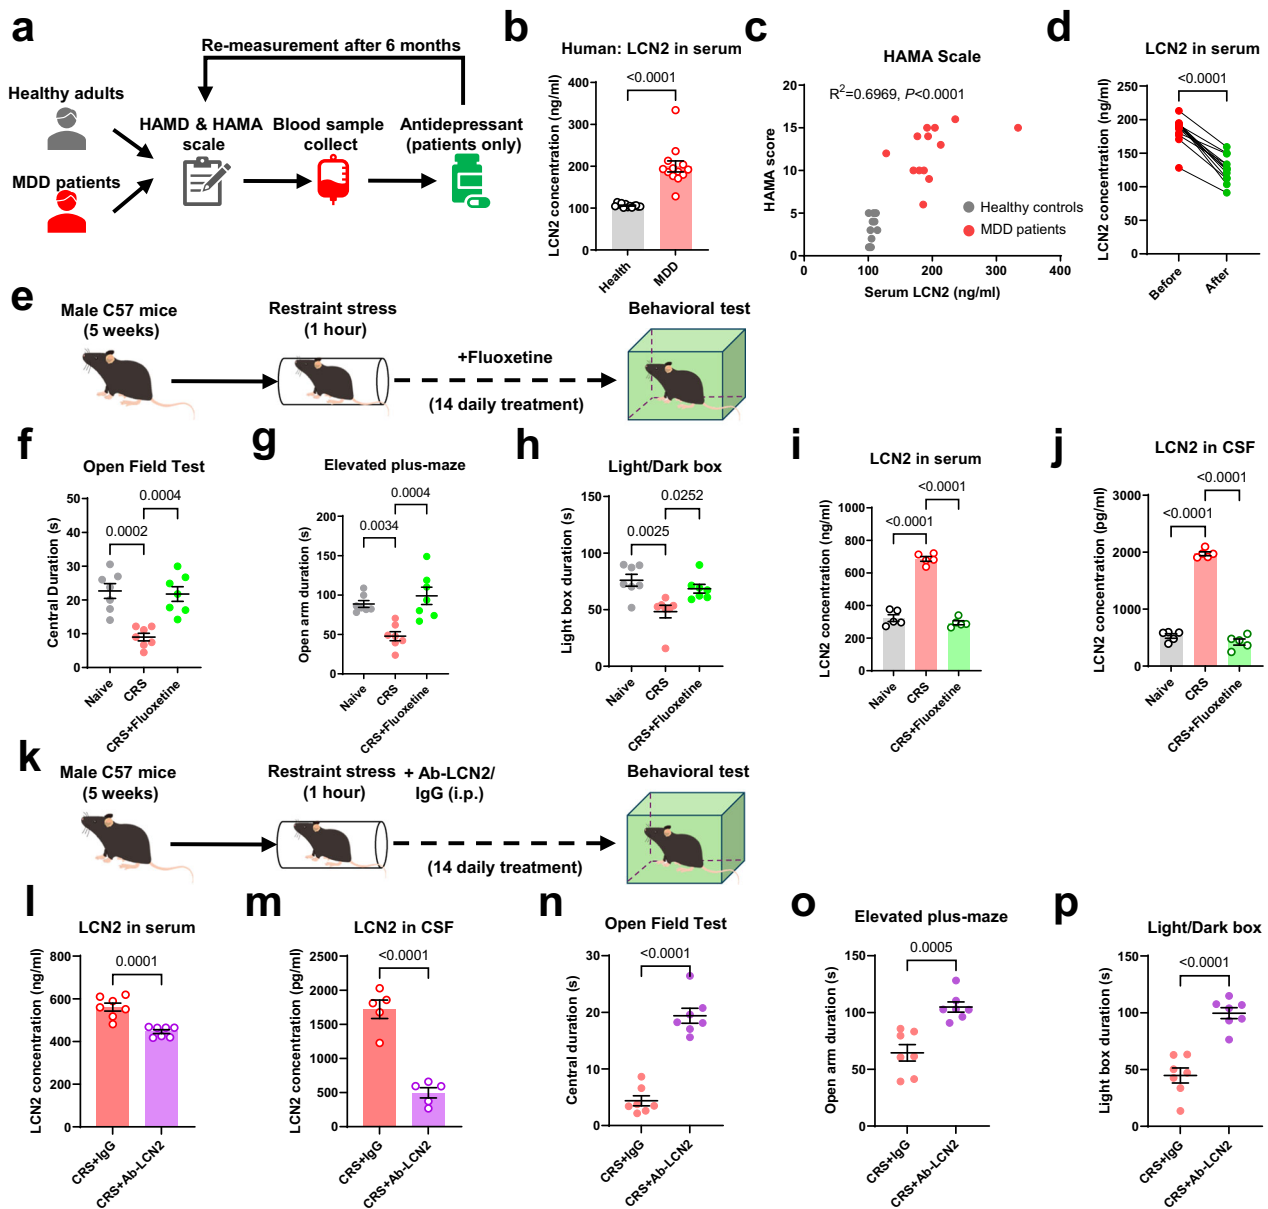 a
Re-measurement after 6 months
Healthy adults
MDD patients
HAMD & HAMA
scale
Blood sample
collect
Antidepressant
(patients only)
b
Human: LCN2 in serum
<0.0001
LCN2 concentration (ng/ml)
400
300
200
100
0
Health
MDD
c
HAMA Scale
R²=0.6969, P<0.0001
HAMA score
20
15
10
5
0
Healthy controls
MDD patients
0
100
200
300
400
Serum LCN2 (ng/ml)
d
LCN2 in serum
<0.0001
LCN2 concentration (ng/ml)
250
200
150
100
50
0
Before
After
e
Male C57 mice
(5 weeks)
Restraint stress
(1 hour)
+Fluoxetine
(14 daily treatment)
Behavioral test
f
Open Field Test
0.0004
0.0002
Central Duration (s)
50
40
30
20
10
0
Naive
CRS
CRS+Fluoxetine
g
Elevated plus-maze
0.0004
0.0034
Open arm duration (s)
200
150
100
50
0
Naive
CRS
CRS+Fluoxetine
h
Light/Dark box
0.0252
0.0025
Light box duration (s)
150
100
50
0
Naive
CRS
CRS+Fluoxetine
i
LCN2 in serum
<0.0001
<0.0001
LCN2 concentration (ng/ml)
1000
800
600
400
200
0
Naive
CRS
CRS+Fluoxetine
j
LCN2 in CSF
<0.0001
<0.0001
LCN2 concentration (pg/ml)
3000
2000
1000
0
Naive
CRS
CRS+Fluoxetine
k
Male C57 mice
(5 weeks)
Restraint stress
(1 hour)
+ Ab-LCN2/
IgG (i.p.)
(14 daily treatment)
Behavioral test
l
LCN2 in serum
0.0001
LCN2 concentration (ng/ml)
800
600
400
200
0
CRS+IgG
CRS+Ab-LCN2
m
LCN2 in CSF
<0.0001
LCN2 concentration (pg/ml)
2500
2000
1500
1000
500
0
CRS+IgG
CRS+Ab-LCN2
n
Open Field Test
<0.0001
Central duration (s)
30
20
10
0
CRS+IgG
CRS+Ab-LCN2
o
Elevated plus-maze
0.0005
Open arm duration (s)
150
100
50
0
CRS+IgG
CRS+Ab-LCN2
p
Light/Dark box
<0.0001
Light box duration (s)
150
100
50
0
CRS+IgG
CRS+Ab-LCN2